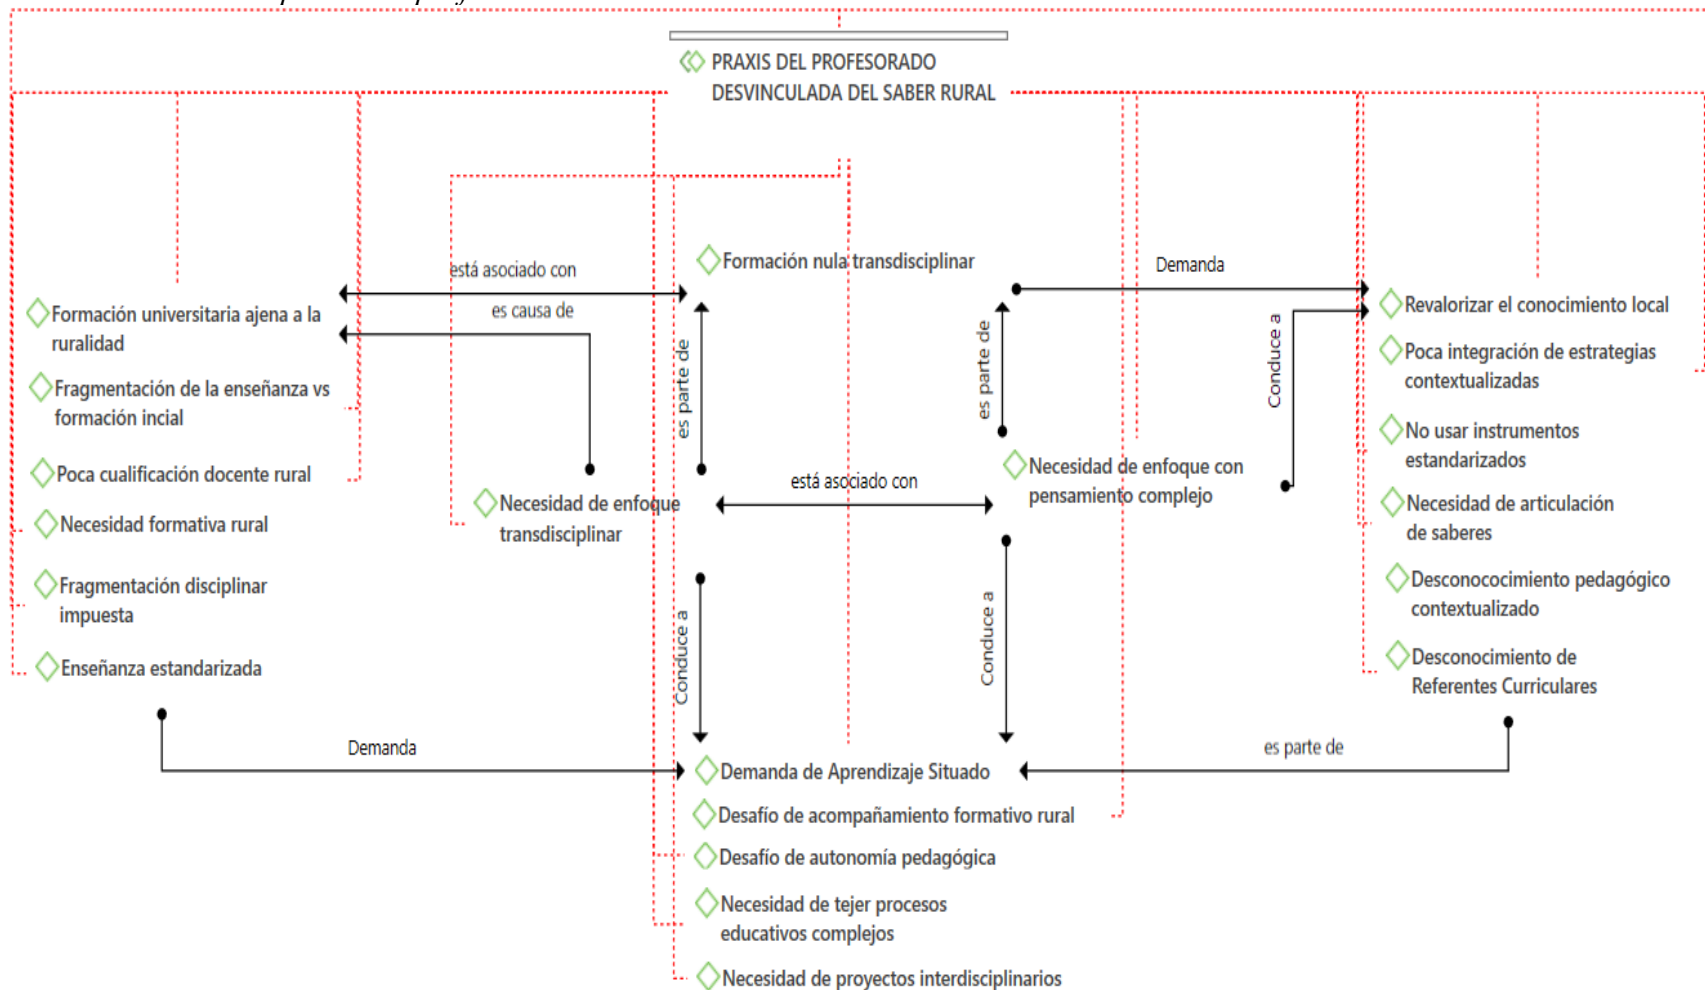 PRAXIS DEL PROFESORADO
DESVINCULADA DEL SABER RURAL
Formación nula transdisciplinar
está asociado con
es causa de
Demanda
Formación universitaria ajena a la
ruralidad
Fragmentación de la enseñanza vs
formación incial
Poca cualificación docente rural
Necesidad formativa rural
Fragmentación disciplinar
impuesta
Enseñanza estandarizada
es parte de
es parte de
Conduce a
Necesidad de enfoque
transdisciplinar
está asociado con
Necesidad de enfoque con
pensamiento complejo
Revalorizar el conocimiento local
Poca integración de estrategias
contextualizadas
No usar instrumentos
estandarizados
Necesidad de articulación
de saberes
Desconococimiento pedagógico
contextualizado
Desconocimiento de
Referentes Curriculares
Conduce a
Conduce a
Demanda
es parte de
Demanda de Aprendizaje Situado
Desafío de acompañamiento formativo rural
Desafío de autonomía pedagógica
Necesidad de tejer procesos
educativos complejos
Necesidad de proyectos interdisciplinarios